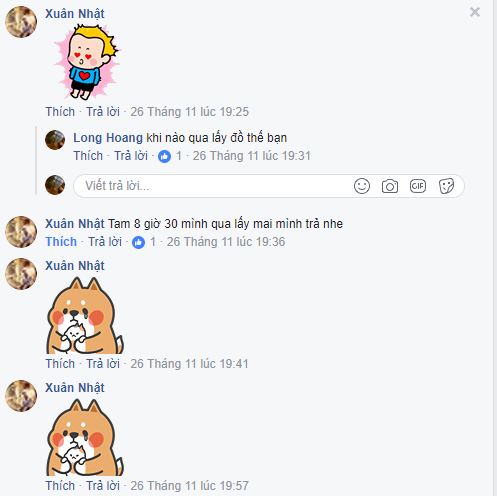 Xuân Nhật
Thích · Trả lời · 26 Tháng 11 lúc 19:25
Long Hoang khi nào qua lấy đồ thế bạn
Thích · Trả lời · 1 · 26 Tháng 11 lúc 19:31
Viết trả lời...
GIF
Xuân Nhật Tam 8 giờ 30 mình qua lấy mai mình trả nhe
Thích · Trả lời · 1 · 26 Tháng 11 lúc 19:36
Xuân Nhật
Thích · Trả lời · 26 Tháng 11 lúc 19:41
Xuân Nhật
Thích · Trả lời · 26 Tháng 11 lúc 19:57